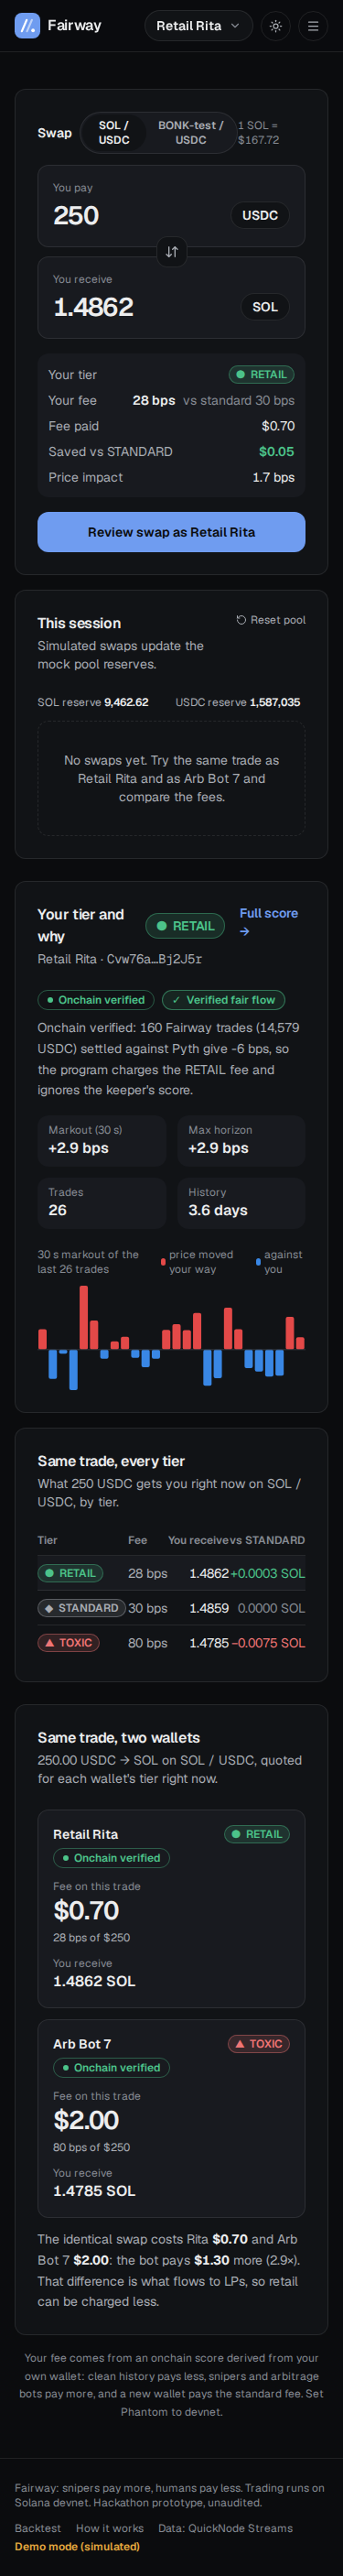 Fairway
Retail Rita
Swap
SOL /
USDC
BONK-test /
USDC
1 SOL =
$167.72
You pay
250
USDC
You receive
1.4862
SOL
Your tier
RETAIL
Your fee
28 bps vs standard 30 bps
Fee paid
$0.70
Saved vs STANDARD
$0.05
Price impact
1.7 bps
Review swap as Retail Rita
This session
Reset pool
Simulated swaps update the
mock pool reserves.
SOL reserve 9,462.62
USDC reserve 1,587,035
No swaps yet. Try the same trade as
Retail Rita and as Arb Bot 7 and
compare the fees.
Your tier and
why
RETAIL
Full score
→
Retail Rita · Cvw76a…Bj2J5r
Onchain verified
✓ Verified fair flow
Onchain verified: 160 Fairway trades (14,579
USDC) settled against Pyth give -6 bps, so
the program charges the RETAIL fee and
ignores the keeper's score.
Markout (30 s)
+2.9 bps
Max horizon
+2.9 bps
Trades
26
History
3.6 days
30 s markout of the
last 26 trades
price moved
your way
against
you
Same trade, every tier
What 250 USDC gets you right now on SOL /
USDC, by tier.
Tier Fee You receive vs STANDARD
RETAIL 28 bps 1.4862 +0.0003 SOL
STANDARD 30 bps 1.4859 0.0000 SOL
TOXIC 80 bps 1.4785 −0.0075 SOL
Same trade, two wallets
250.00 USDC → SOL on SOL / USDC, quoted
for each wallet's tier right now.
Retail Rita
RETAIL
Onchain verified
Fee on this trade
$0.70
28 bps of $250
You receive
1.4862 SOL
Arb Bot 7
TOXIC
Onchain verified
Fee on this trade
$2.00
80 bps of $250
You receive
1.4785 SOL
The identical swap costs Rita $0.70 and Arb
Bot 7 $2.00: the bot pays $1.30 more (2.9×).
That difference is what flows to LPs, so retail
can be charged less.
Your fee comes from an onchain score derived from your
own wallet: clean history pays less, snipers and arbitrage
bots pay more, and a new wallet pays the standard fee. Set
Phantom to devnet.
Fairway: snipers pay more, humans pay less. Trading runs on
Solana devnet. Hackathon prototype, unaudited.
Backtest How it works Data: QuickNode Streams
Demo mode (simulated)